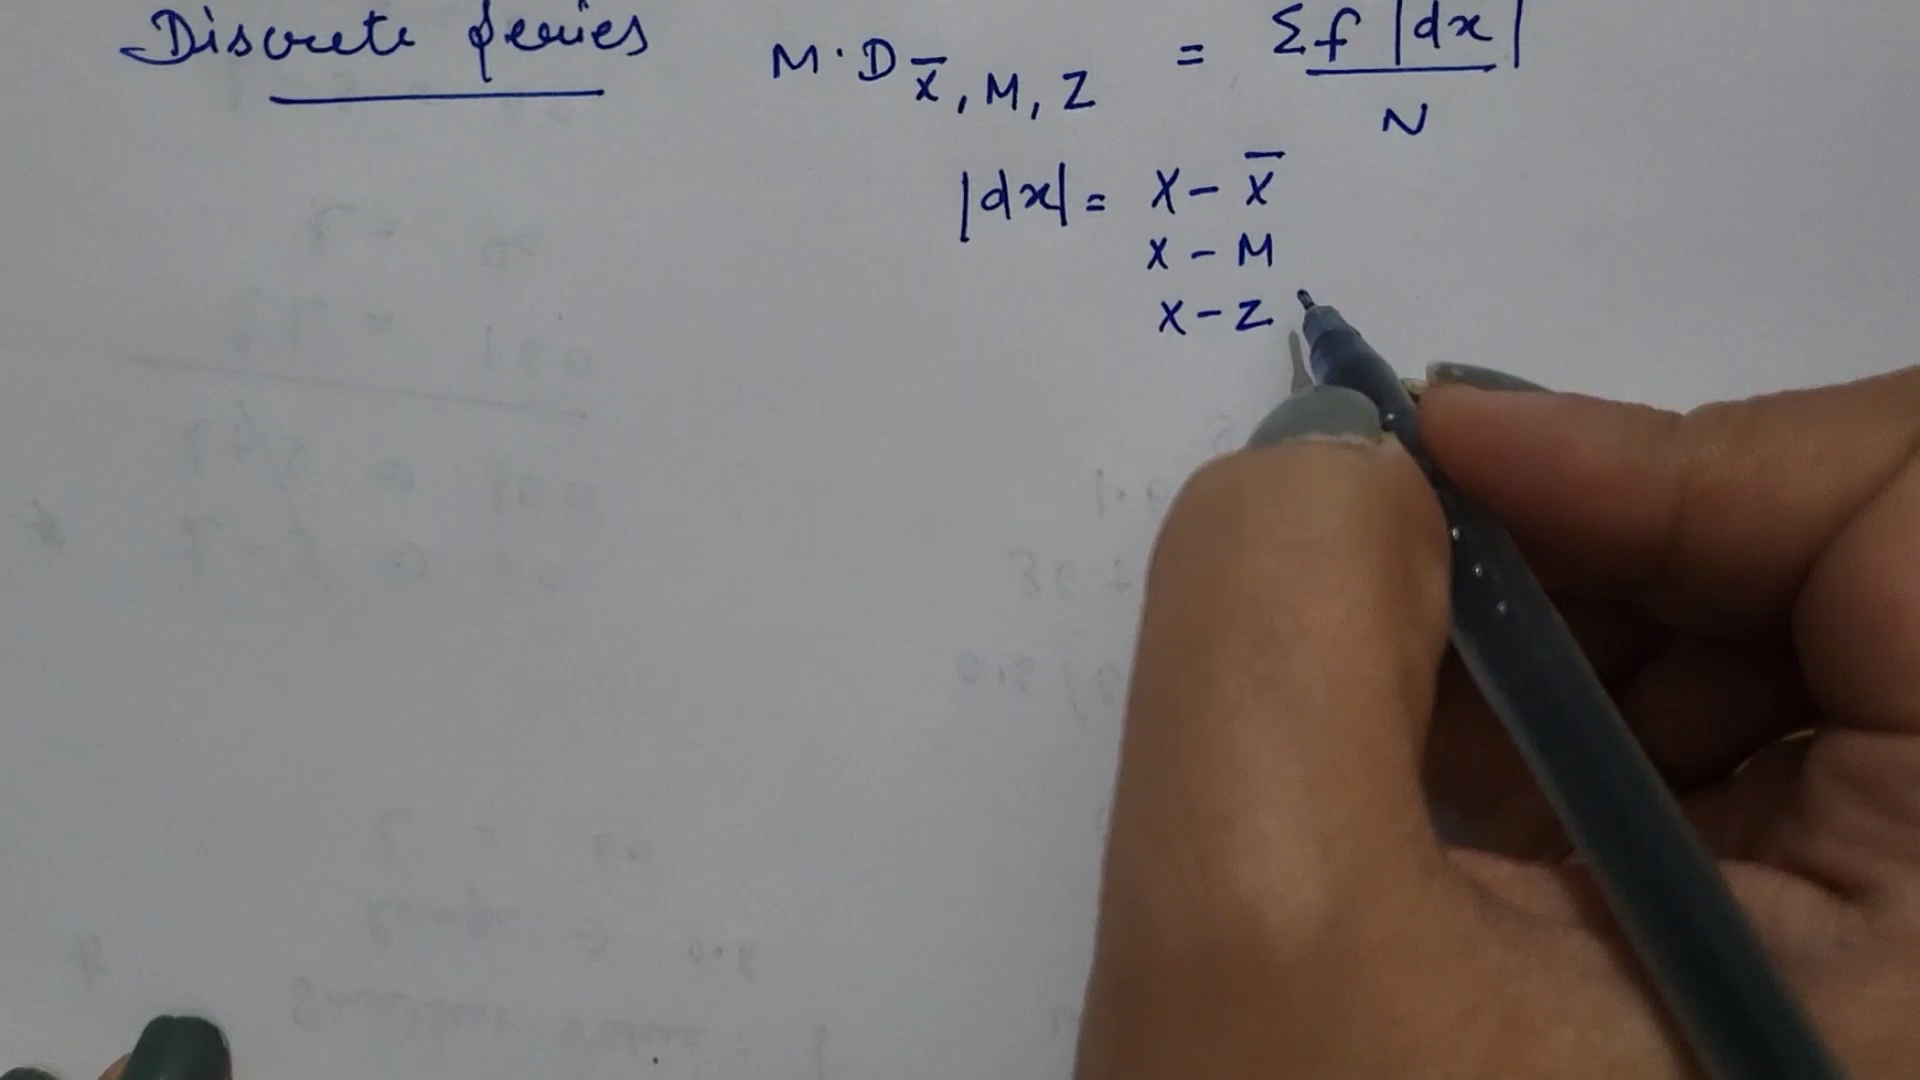 Discrete Series
M.D X̄, M, Z = Σf |dx| / N
|dx| = X - X̄
X - M
X - Z